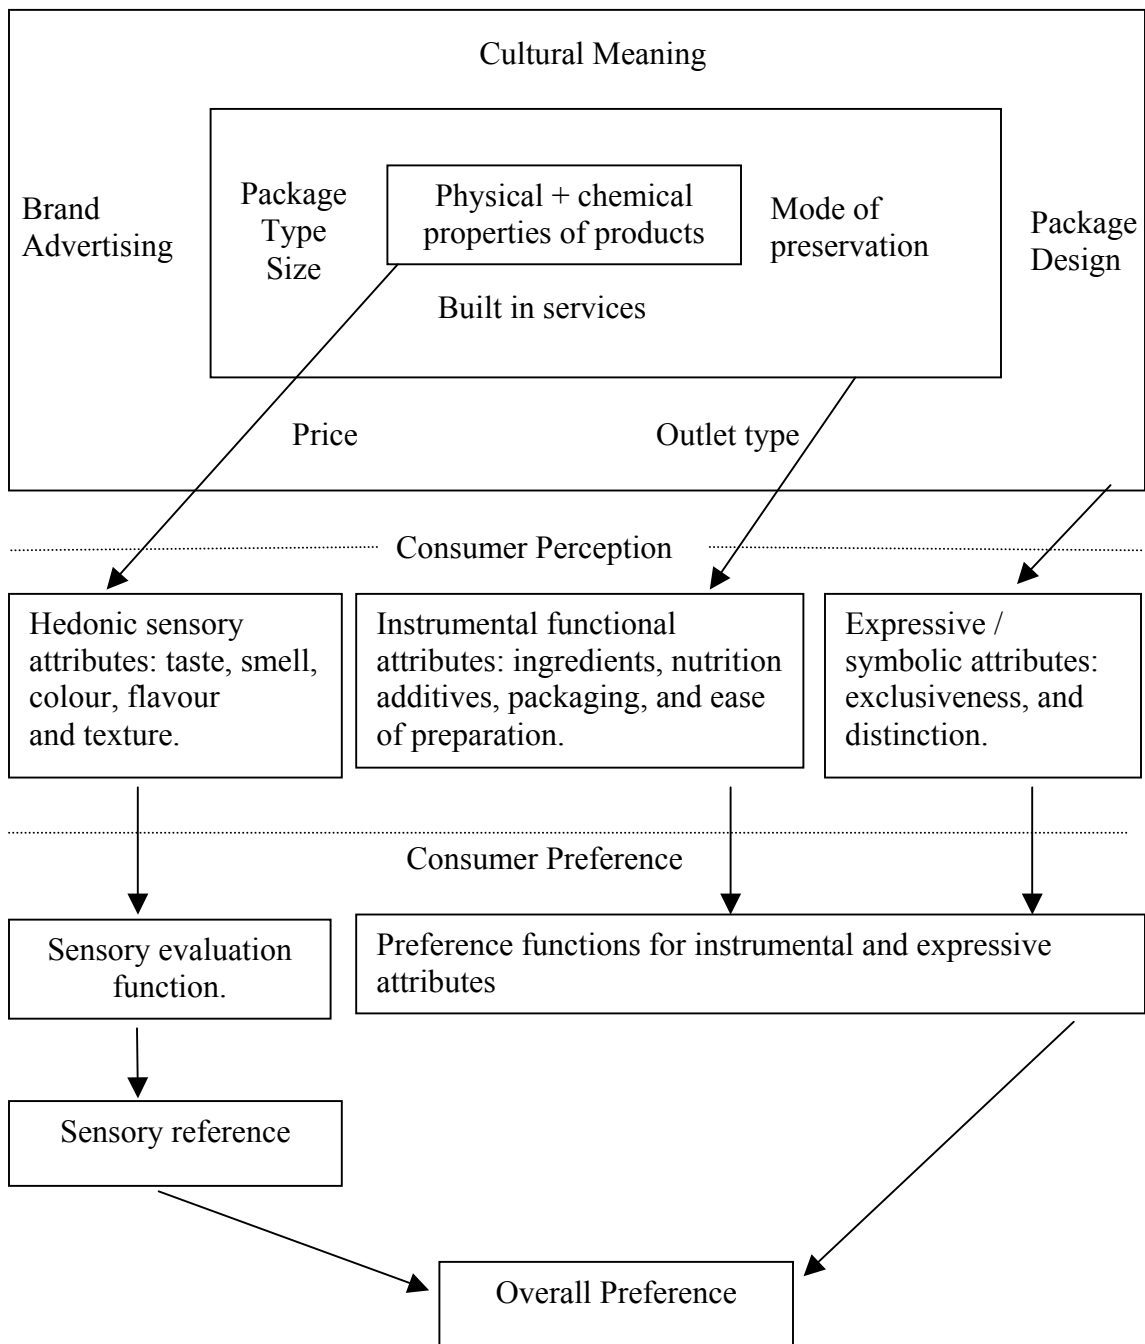 Cultural Meaning
Brand
Advertising
Package
Type
Size
Physical + chemical
properties of products
Mode of
preservation
Package
Design
Built in services
Price
Outlet type
Consumer Perception
Hedonic sensory
attributes: taste, smell,
colour, flavour
and texture.
Instrumental functional
attributes: ingredients, nutrition
additives, packaging, and ease
of preparation.
Expressive /
symbolic attributes:
exclusiveness, and
distinction.
Consumer Preference
Sensory evaluation
function.
Preference functions for instrumental and expressive
attributes
Sensory reference
Overall Preference